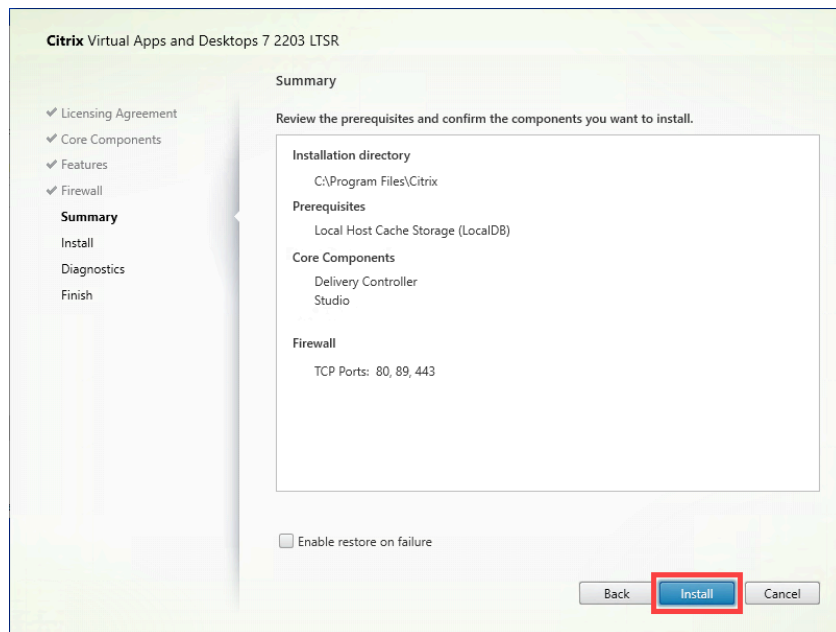 Citrix Virtual Apps and Desktops 7 2203 LTSR
Licensing Agreement
Core Components
Features
Firewall
Summary
Install
Diagnostics
Finish
Summary
Review the prerequisites and confirm the components you want to install.
Installation directory
C:\Program Files\Citrix
Prerequisites
Local Host Cache Storage (LocalDB)
Core Components
Delivery Controller
Studio
Firewall
TCP Ports: 80, 89, 443
Enable restore on failure
Back
Install
Cancel